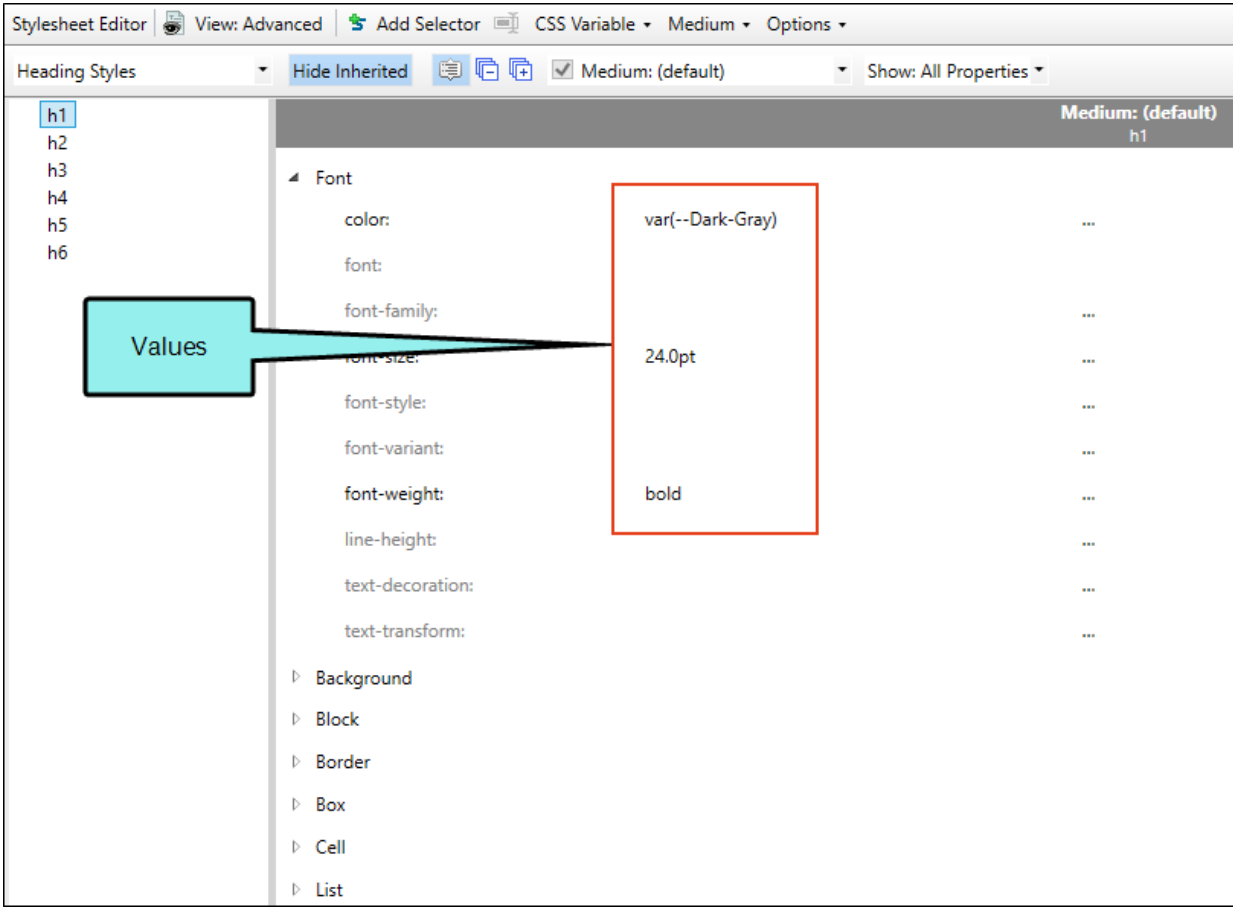 Stylesheet Editor View: Advanced Add Selector CSS Variable Medium Options
Heading Styles Hide Inherited Medium: (default) Show: All Properties
h1
h2
h3
h4
h5
h6
Medium: (default)
h1
Font
color: var(--Dark-Gray) ...
font:
font-family: ...
Values
font-size: 24.0pt ...
font-style: ...
font-variant: ...
font-weight: bold ...
line-height: ...
text-decoration: ...
text-transform: ...
Background
Block
Border
Box
Cell
List